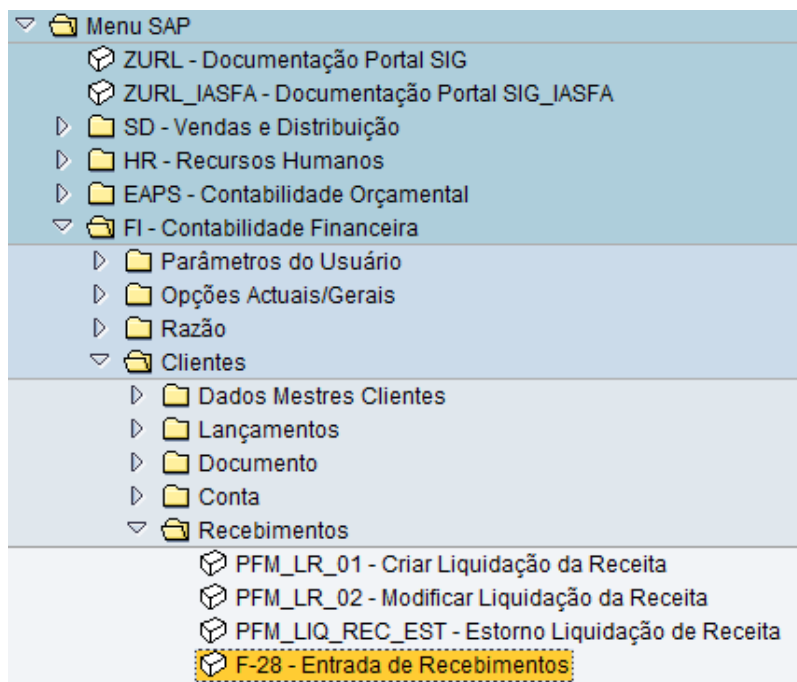 Menu SAP
ZURL - Documentação Portal SIG
ZURL_IASFA - Documentação Portal SIG_IASFA
SD - Vendas e Distribuição
HR - Recursos Humanos
EAPS - Contabilidade Orçamental
FI - Contabilidade Financeira
Parâmetros do Usuário
Opções Actuais/Gerais
Razão
Clientes
Dados Mestres Clientes
Lançamentos
Documento
Conta
Recebimentos
PFM_LR_01 - Criar Liquidação da Receita
PFM_LR_02 - Modificar Liquidação da Receita
PFM_LIQ_REC_EST - Estorno Liquidação de Receita
F-28 - Entrada de Recebimentos